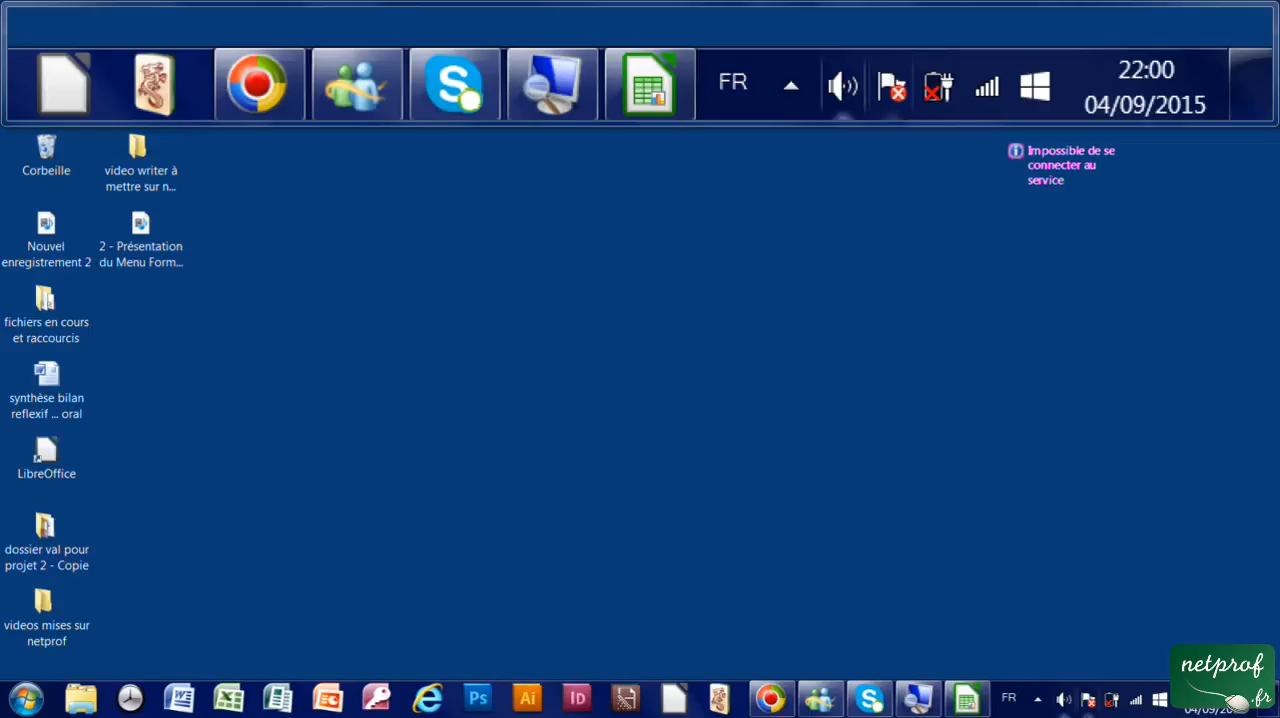 FR
22:00
04/09/2015
Corbeille
video writer à
mettre sur n...
Impossible de se
connecter au
service
Nouvel
enregistrement 2
2 - Présentation
du Menu Form...
fichiers en cours
et raccourcis
synthèse bilan
reflexif ... oral
LibreOffice
dossier val pour
projet 2 - Copie
videos mises sur
netprof
netprof
.fr
Ps
Ai
Id
FR